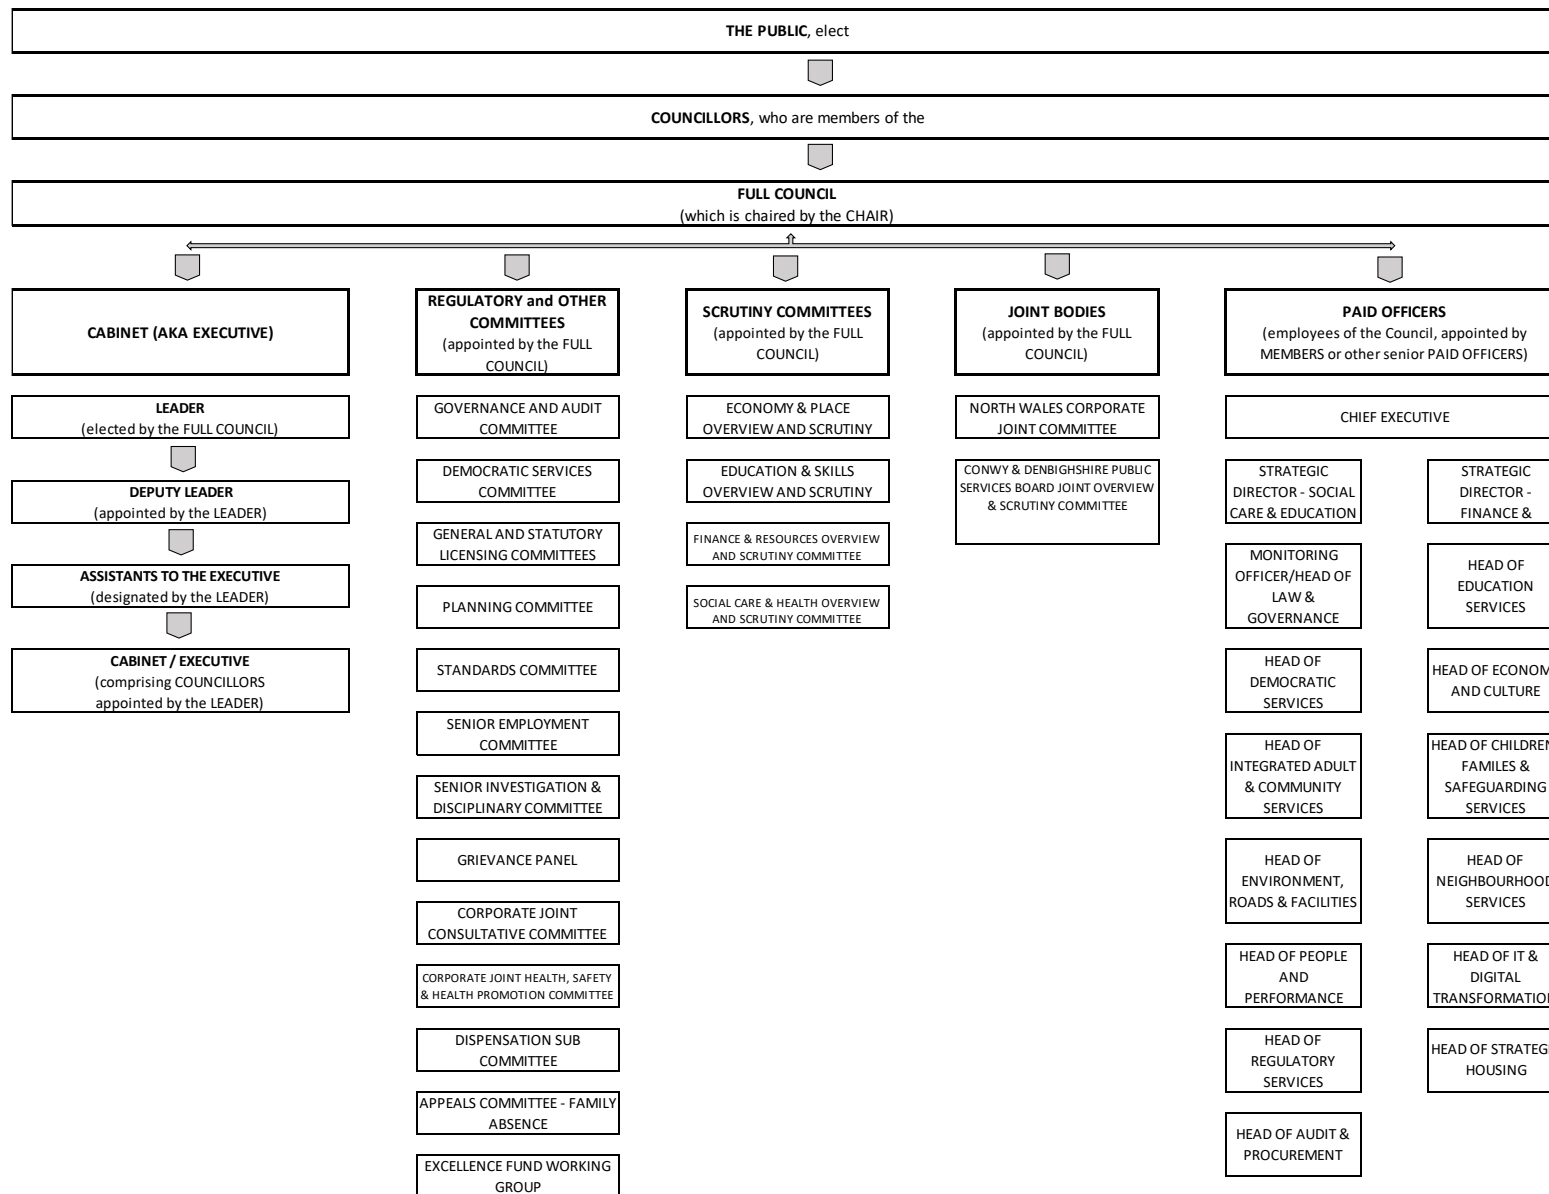 THE PUBLIC, elect
COUNCILLORS, who are members of the
FULL COUNCIL
(which is chaired by the CHAIR)
CABINET (AKA EXECUTIVE)
LEADER
(elected by the FULL COUNCIL)
DEPUTY LEADER
(appointed by the LEADER)
ASSISTANTS TO THE EXECUTIVE
(designated by the LEADER)
CABINET / EXECUTIVE
(comprising COUNCILLORS
appointed by the LEADER)
REGULATORY and OTHER
COMMITTEES
(appointed by the FULL
COUNCIL)
GOVERNANCE AND AUDIT
COMMITTEE
DEMOCRATIC SERVICES
COMMITTEE
GENERAL AND STATUTORY
LICENSING COMMITTEES
PLANNING COMMITTEE
STANDARDS COMMITTEE
SENIOR EMPLOYMENT
COMMITTEE
SENIOR INVESTIGATION &
DISCIPLINARY COMMITTEE
GRIEVANCE PANEL
CORPORATE JOINT
CONSULTATIVE COMMITTEE
CORPORATE JOINT HEALTH, SAFETY
& HEALTH PROMOTION COMMITTEE
DISPENSATION SUB
COMMITTEE
APPEALS COMMITTEE - FAMILY
ABSENCE
EXCELLENCE FUND WORKING
GROUP
SCRUTINY COMMITTEES
(appointed by the FULL
COUNCIL)
ECONOMY & PLACE
OVERVIEW AND SCRUTINY
EDUCATION & SKILLS
OVERVIEW AND SCRUTINY
FINANCE & RESOURCES OVERVIEW
AND SCRUTINY COMMITTEE
SOCIAL CARE & HEALTH OVERVIEW
AND SCRUTINY COMMITTEE
JOINT BODIES
(appointed by the FULL
COUNCIL)
NORTH WALES CORPORATE
JOINT COMMITTEE
CONWY & DENBIGHSHIRE PUBLIC
SERVICES BOARD JOINT OVERVIEW
& SCRUTINY COMMITTEE
PAID OFFICERS
(employees of the Council, appointed by
MEMBERS or other senior PAID OFFICERS)
CHIEF EXECUTIVE
STRATEGIC
DIRECTOR - SOCIAL
CARE & EDUCATION
MONITORING
OFFICER/HEAD OF
LAW &
GOVERNANCE
HEAD OF
DEMOCRATIC
SERVICES
HEAD OF
INTEGRATED ADULT
& COMMUNITY
SERVICES
HEAD OF
ENVIRONMENT,
ROADS & FACILITIES
HEAD OF PEOPLE
AND
PERFORMANCE
HEAD OF
REGULATORY
SERVICES
HEAD OF AUDIT &
PROCUREMENT
STRATEGIC
DIRECTOR -
FINANCE &
HEAD OF
EDUCATION
SERVICES
HEAD OF ECONOM
AND CULTURE
HEAD OF CHILDREN
FAMILES &
SAFEGUARDING
SERVICES
HEAD OF
NEIGHBOURHOOD
SERVICES
HEAD OF IT &
DIGITAL
TRANSFORMATION
HEAD OF STRATEGI
HOUSING